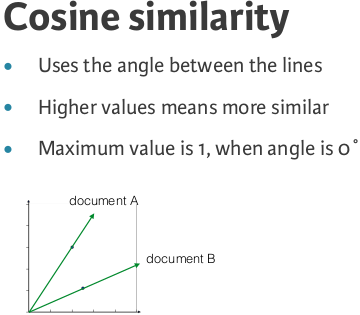 Cosine similarity
• Uses the angle between the lines
• Higher values means more similar
• Maximum value is 1, when angle is 0°
document A
document B